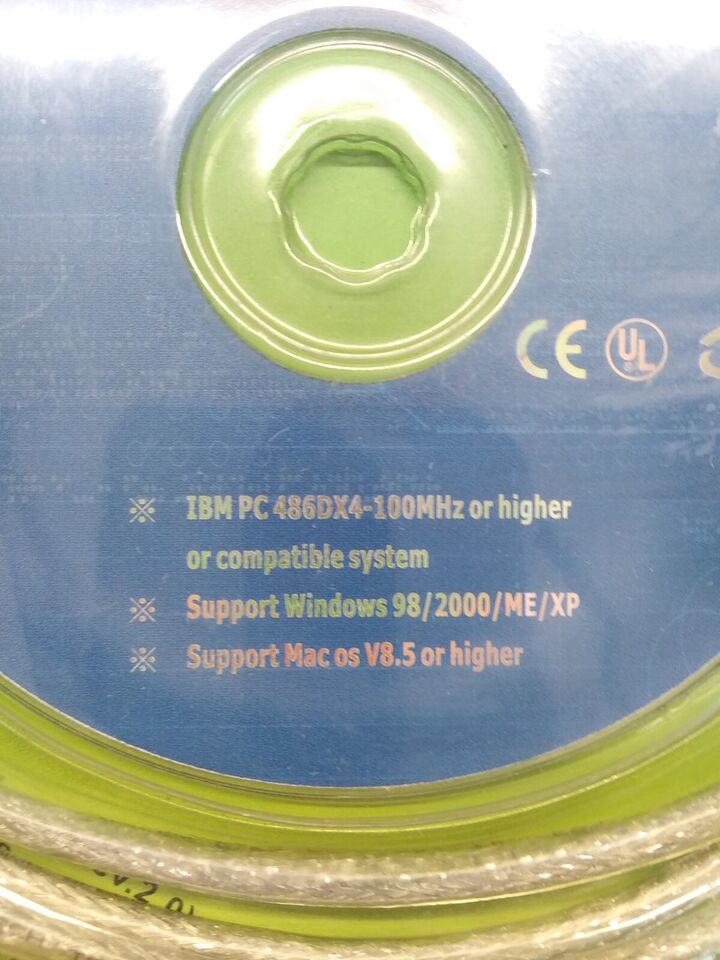 CE UL
※ IBM PC 486DX4-100MHz or higher
or compatible system
※ Support Windows 98/2000/ME/XP
※ Support Mac os V8.5 or higher